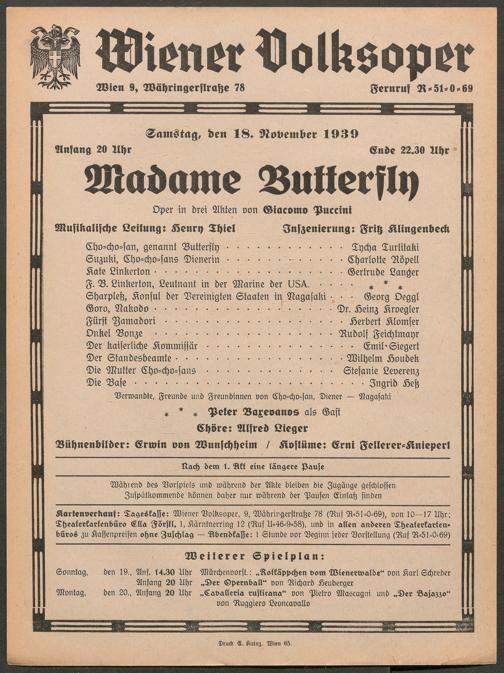 Wiener Volksoper
Wien 9, Währingerstraße 78 Fernruf R=51=0=69
Samstag, den 18. November 1939
Anfang 20 Uhr Ende 22.30 Uhr
Madame Butterfly
Oper in drei Akten von Giacomo Puccini
Musikalische Leitung: Henry Thiel Inszenierung: Fritz Klingenbeck
Cho-cho-san, genannt Butterfly . . . . . . . . . . . . Tycha Turlitaki
Suzuki, Cho-cho-sans Dienerin . . . . . . . . . . . . Charlotte Röpell
Kate Linkerton . . . . . . . . . . . . Gertrude Langer
F. B. Linkerton, Leutnant in der Marine der USA. . . . . * * *
Sharpleß, Konsul der Vereinigten Staaten in Nagasaki . . . Georg Oeggl
Goro, Nakodo . . . . . . . . . . . . Dr. Heinz Kroegler
Fürst Yamadori . . . . . . . . . . . . Herbert Klomser
Onkel Bonze . . . . . . . . . . . . Rudolf Feichtmayr
Der kaiserliche Kommissär . . . . . . . . . . . . Emil Siegert
Der Standesbeamte . . . . . . . . . . . . Wilhelm Houdek
Die Mutter Cho-cho-sans . . . . . . . . . . . . Stefanie Leverenz
Die Base . . . . . . . . . . . . Ingrid Heß
Verwandte, Freunde und Freundinnen von Cho-cho-san, Diener — Nagasaki
* * * Peter Baxevanos als Gast
Chöre: Alfred Lieger
Bühnenbilder: Erwin von Wunschheim / Kostüme: Erni Fellerer=Knieperl
Nach dem 1. Akt eine längere Pause
Während des Vorspiels und während der Akte bleiben die Zugänge geschlossen
Zuspätkommende können daher nur während der Pausen Einlaß finden
Kartenverkauf: Tageskasse: Wiener Volksoper, 9, Währingerstraße 78 (Ruf R-51-0-69), von 10—17 Uhr;
Theaterkartenbüro Ella Förstl, 1, Kärntnerring 12 (Ruf U-46-9-58), und in allen anderen Theaterkarten=
büros zu Kassenpreisen ohne Zuschlag — Abendkasse: 1 Stunde vor Beginn jeder Vorstellung (Ruf R-51-0-69)
Weiterer Spielplan:
Sonntag, den 19., Anf. 14.30 Uhr Märchenvorst.: „Rotkäppchen vom Wienerwalde“ von Karl Schreder
Anfang 20 Uhr „Der Opernball“ von Richard Heuberger
Montag, den 20., Anfang 20 Uhr „Cavalleria rusticana“ von Pietro Mascagni und „Der Bajazzo“
von Ruggiero Leoncavallo
Druck A. Kainz, Wien 65.